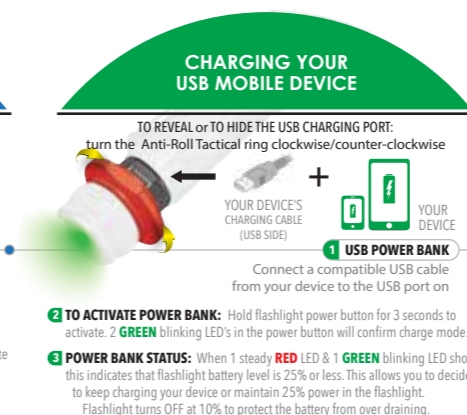 CHARGING YOUR
USB MOBILE DEVICE
TO REVEAL or TO HIDE THE USB CHARGING PORT:
turn the Anti-Roll Tactical ring clockwise/counter-clockwise
+
YOUR DEVICE'S
CHARGING CABLE
(USB SIDE)
YOUR
DEVICE
1 USB POWER BANK
Connect a compatible USB cable
from your device to the USB port on
2 TO ACTIVATE POWER BANK: Hold flashlight power button for 3 seconds to
activate. 2 GREEN blinking LED's in the power button will confirm charge mode.
3 POWER BANK STATUS: When 1 steady RED LED & 1 GREEN blinking LED
this indicates that flashlight battery level is 25% or less. This allows you to decide
to keep charging your device or maintain 25% power in the flashlight.
Flashlight turns OFF at 10% to protect the battery from over draining.